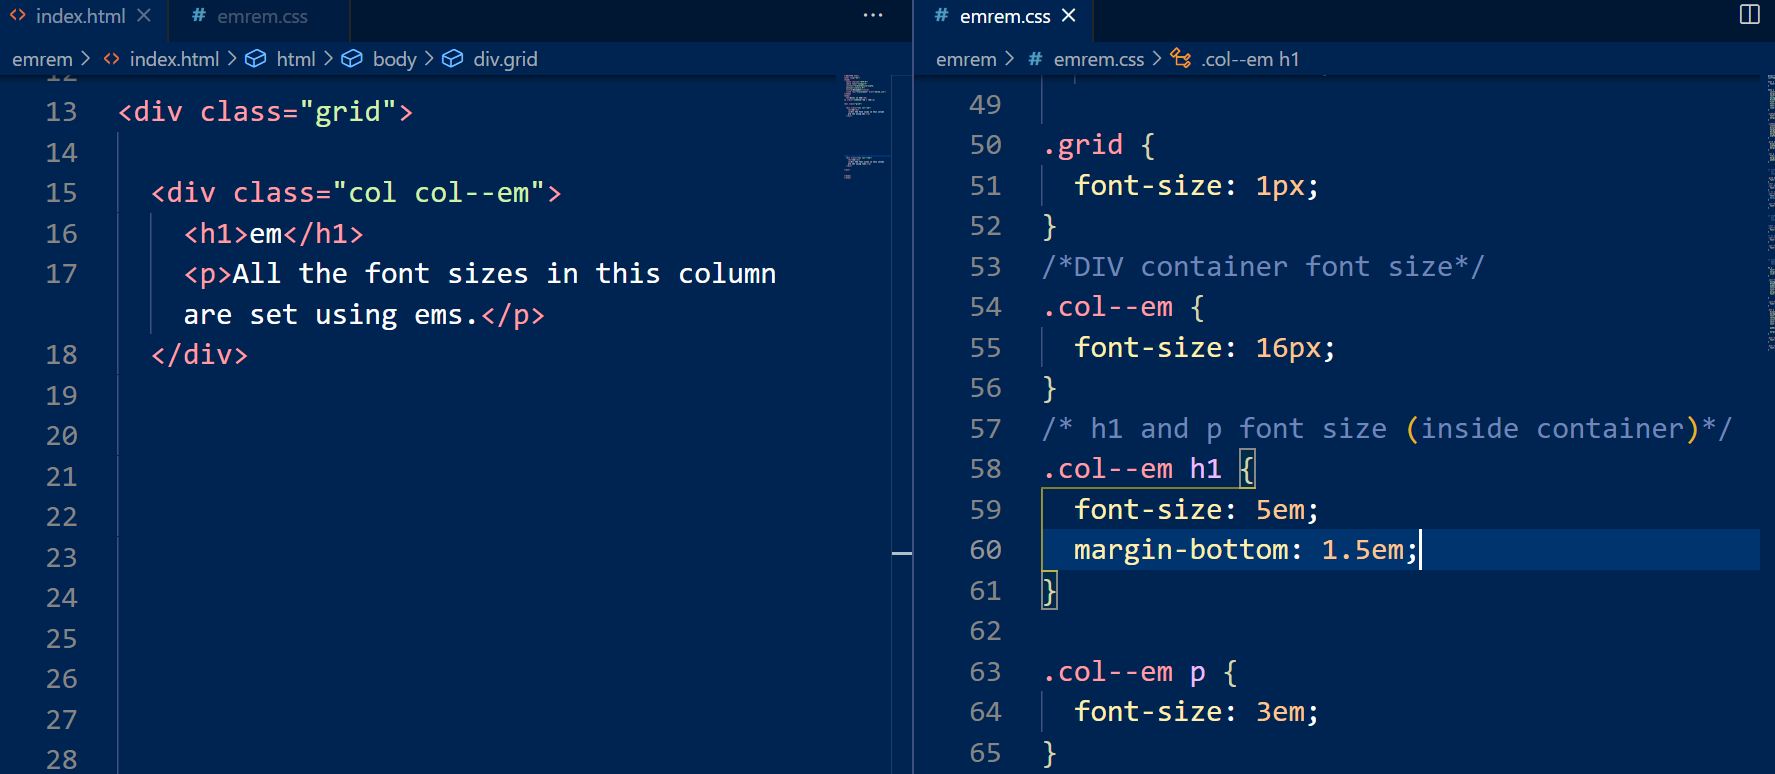 index.html
emrem.css
emrem > index.html > html > body > div.grid
12
13 <div class="grid">
14
15 <div class="col col--em">
16 <h1>em</h1>
17 <p>All the font sizes in this column
are set using ems.</p>
18 </div>
19
20
21
22
23
24
25
26
27
28
# emrem.css
emrem > # emrem.css > .col--em h1
49
50 .grid {
51 font-size: 1px;
52 }
53 /*DIV container font size*/
54 .col--em {
55 font-size: 16px;
56 }
57 /* h1 and p font size (inside container)*/
58 .col--em h1 {
59 font-size: 5em;
60 margin-bottom: 1.5em;
61 }
62
63 .col--em p {
64 font-size: 3em;
65 }